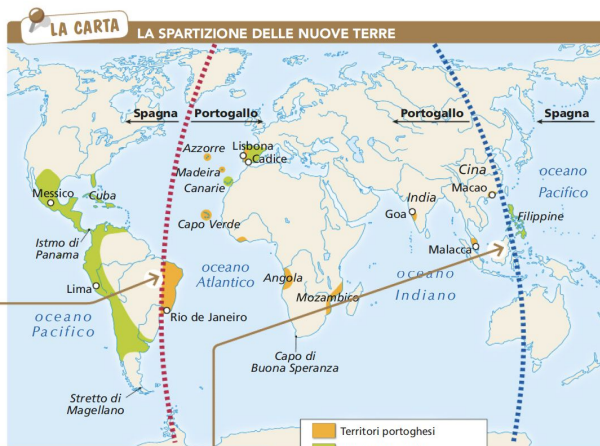 LA CARTA
LA SPARTIZIONE DELLE NUOVE TERRE
Spagna
Portogallo
Portogallo
Spagna
Azzorre
Lisbona
Cadice
Madeira
Canarie
Messico
Cuba
Capo Verde
Istmo di
Panama
Lima
oceano
Pacifico
oceano
Atlantico
Rio de Janeiro
Stretto di
Magellano
Angola
Mozambico
Capo di
Buona Speranza
Cina
Macao
India
Goa
Malacca
Filippine
oceano
Pacifico
oceano
Indiano
Territori portoghesi